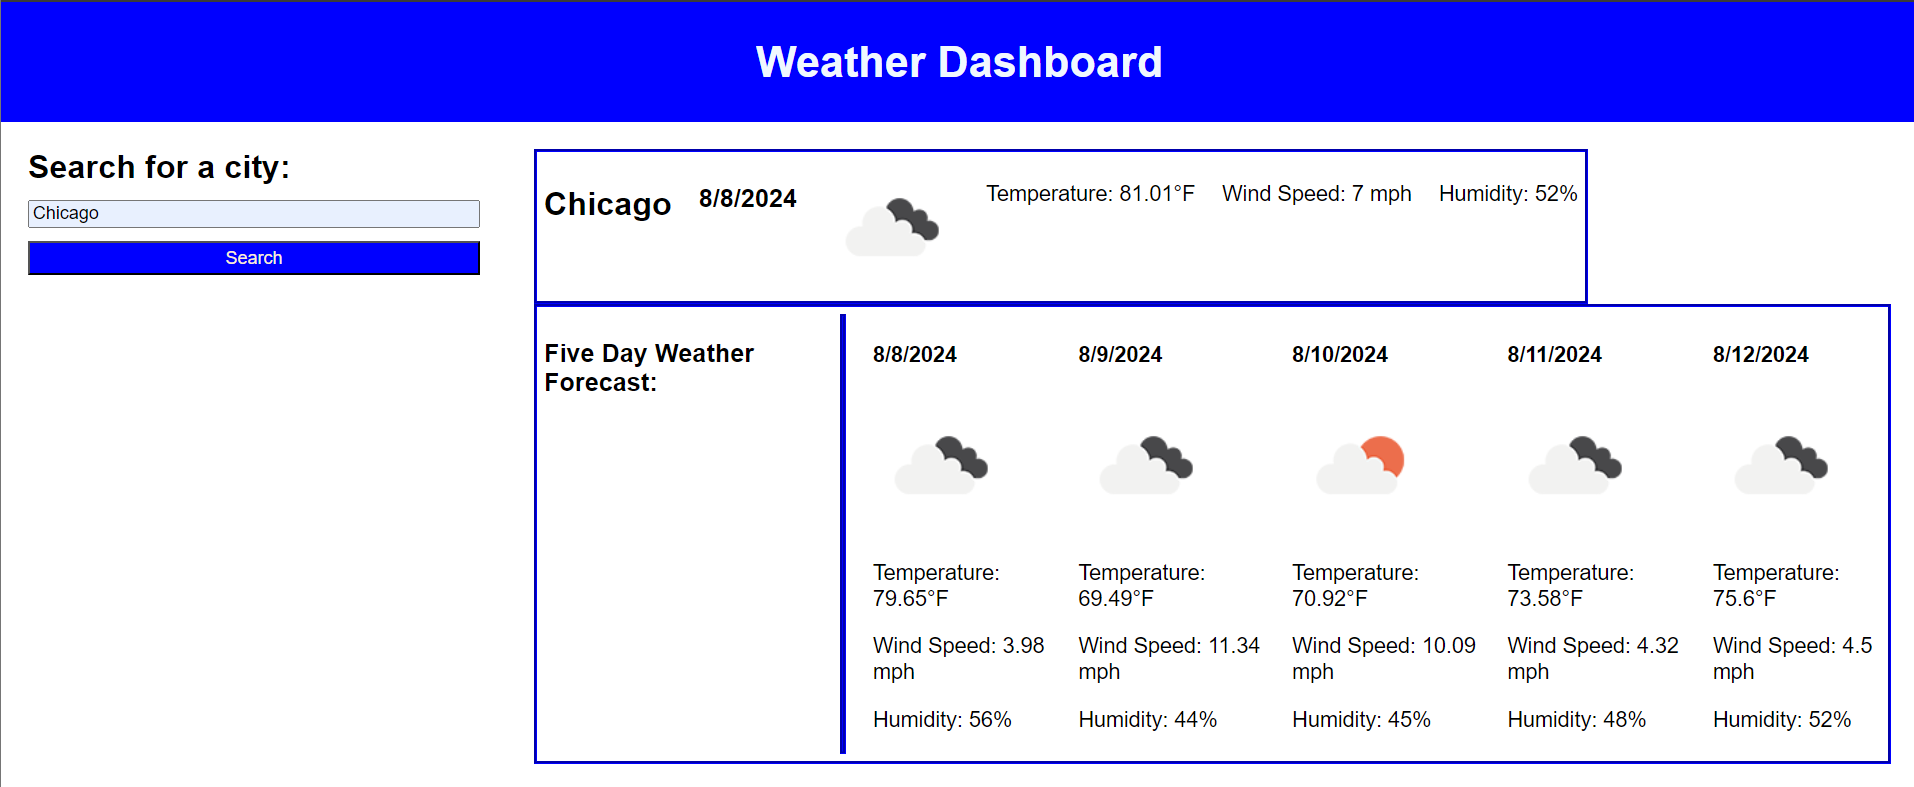 Weather Dashboard
Search for a city:
Chicago
Search
Chicago 8/8/2024 Temperature: 81.01°F Wind Speed: 7 mph Humidity: 52%
Five Day Weather
Forecast:
8/8/2024
Temperature:
79.65°F
Wind Speed: 3.98
mph
Humidity: 56%
8/9/2024
Temperature:
69.49°F
Wind Speed: 11.34
mph
Humidity: 44%
8/10/2024
Temperature:
70.92°F
Wind Speed: 10.09
mph
Humidity: 45%
8/11/2024
Temperature:
73.58°F
Wind Speed: 4.32
mph
Humidity: 48%
8/12/2024
Temperature:
75.6°F
Wind Speed: 4.5
mph
Humidity: 52%